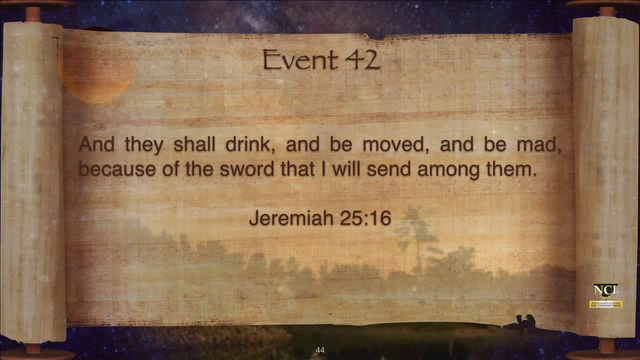 Event 42
And they shall drink, and be moved, and be mad,
because of the sword that I will send among them.
Jeremiah 25:16
NCI
44